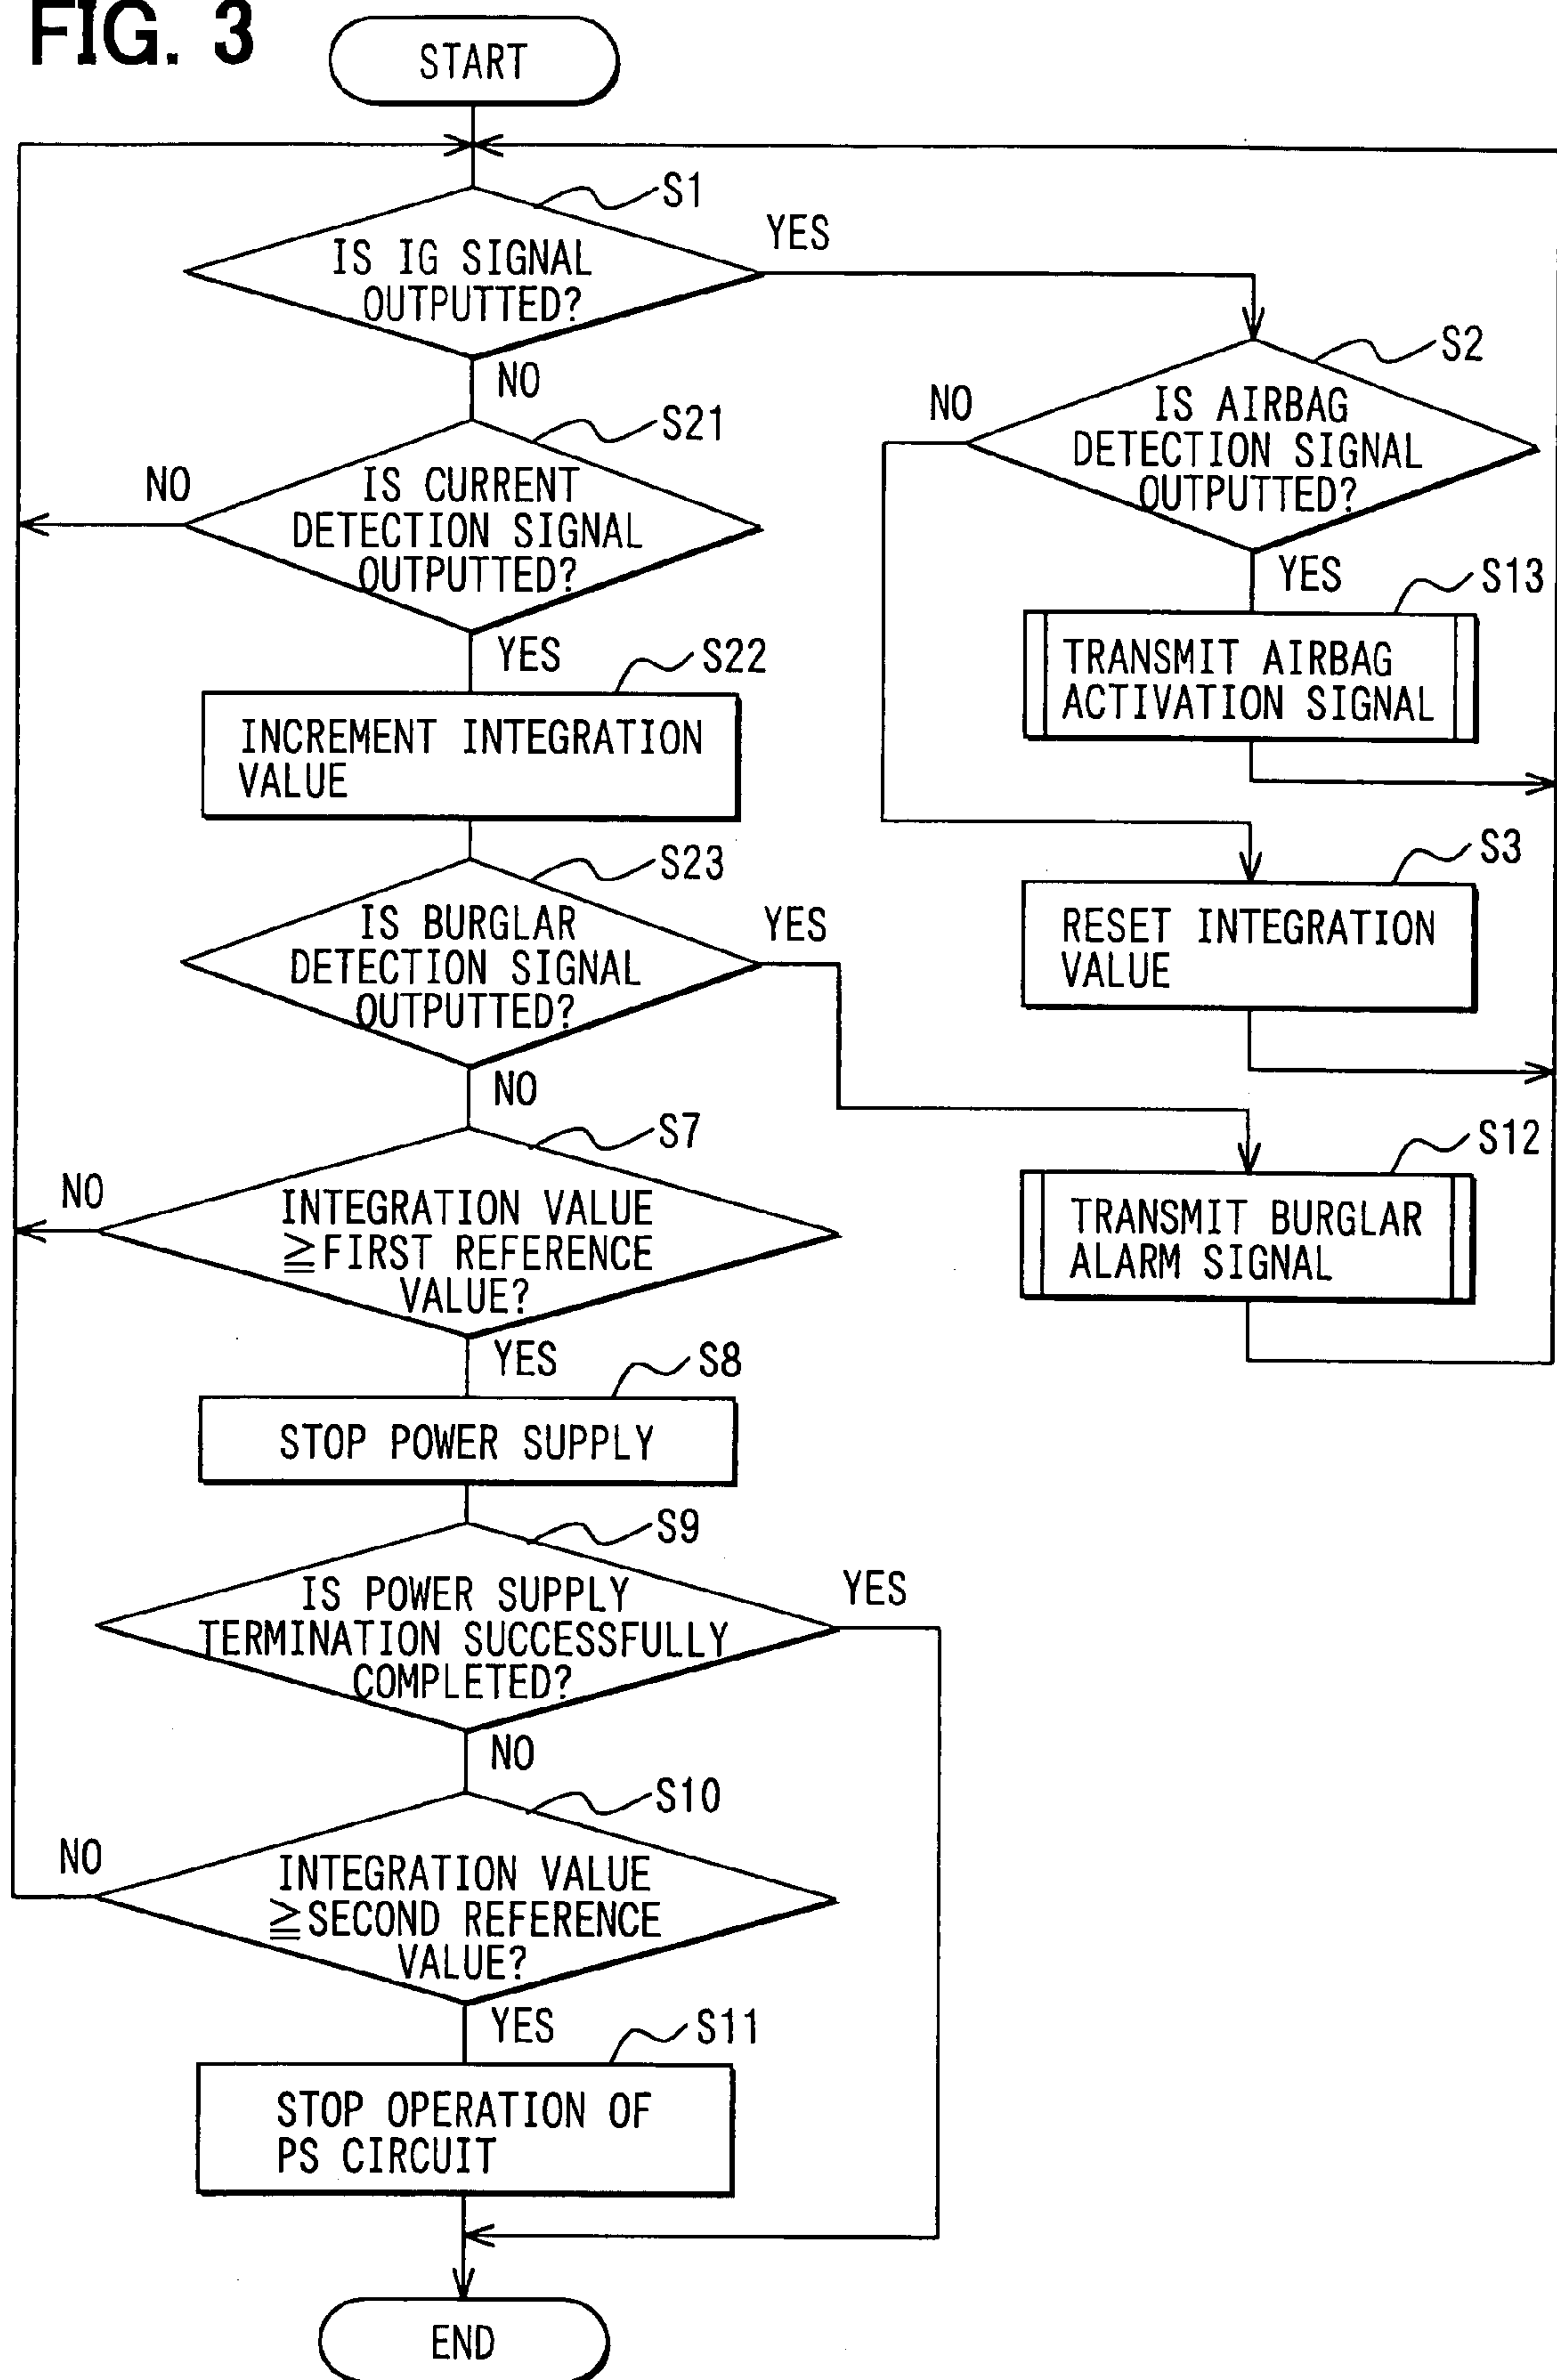 FIG. 3
START
S1
IS IG SIGNAL
OUTPUTTED?
YES
NO
S2
IS AIRBAG
DETECTION SIGNAL
OUTPUTTED?
NO
YES
S21
IS CURRENT
DETECTION SIGNAL
OUTPUTTED?
NO
YES
S13
TRANSMIT AIRBAG
ACTIVATION SIGNAL
S22
INCREMENT INTEGRATION
VALUE
S3
RESET INTEGRATION
VALUE
S23
IS BURGLAR
DETECTION SIGNAL
OUTPUTTED?
YES
NO
S12
TRANSMIT BURGLAR
ALARM SIGNAL
S7
INTEGRATION VALUE
≧FIRST REFERENCE
VALUE?
NO
YES
S8
STOP POWER SUPPLY
S9
IS POWER SUPPLY
TERMINATION SUCCESSFULLY
COMPLETED?
YES
NO
S10
INTEGRATION VALUE
≧SECOND REFERENCE
VALUE?
NO
YES
S11
STOP OPERATION OF
PS CIRCUIT
END